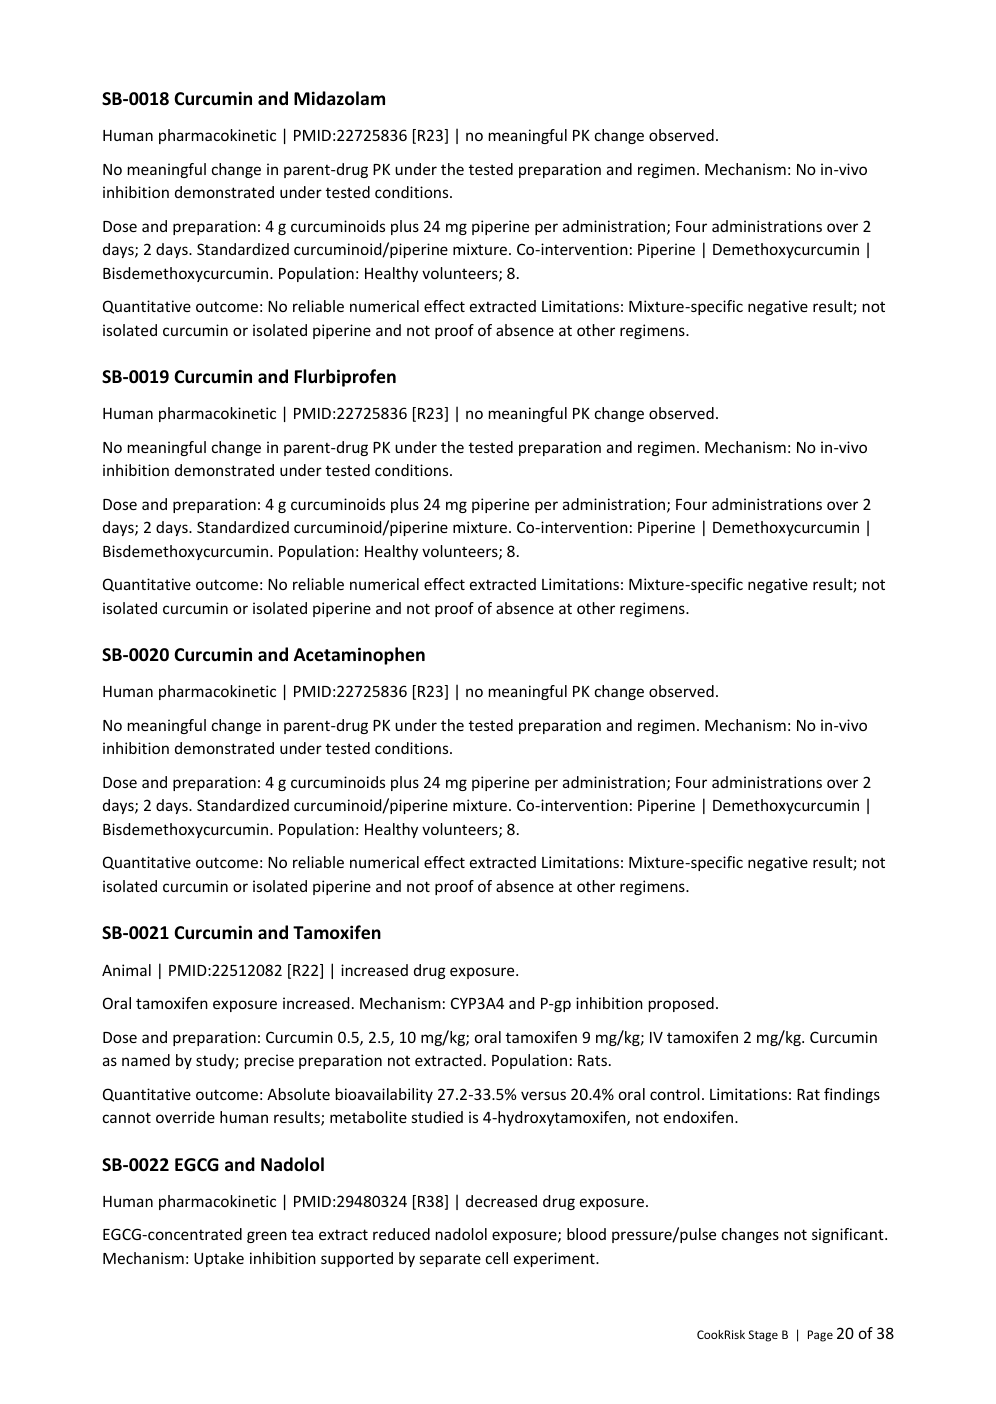 SB-0018 Curcumin and Midazolam
Human pharmacokinetic | PMID:22725836 [R23] | no meaningful PK change observed.
No meaningful change in parent-drug PK under the tested preparation and regimen. Mechanism: No in-vivo
inhibition demonstrated under tested conditions.
Dose and preparation: 4 g curcuminoids plus 24 mg piperine per administration; Four administrations over 2
days; 2 days. Standardized curcuminoid/piperine mixture. Co-intervention: Piperine | Demethoxycurcumin |
Bisdemethoxycurcumin. Population: Healthy volunteers; 8.
Quantitative outcome: No reliable numerical effect extracted Limitations: Mixture-specific negative result; not
isolated curcumin or isolated piperine and not proof of absence at other regimens.
SB-0019 Curcumin and Flurbiprofen
Human pharmacokinetic | PMID:22725836 [R23] | no meaningful PK change observed.
No meaningful change in parent-drug PK under the tested preparation and regimen. Mechanism: No in-vivo
inhibition demonstrated under tested conditions.
Dose and preparation: 4 g curcuminoids plus 24 mg piperine per administration; Four administrations over 2
days; 2 days. Standardized curcuminoid/piperine mixture. Co-intervention: Piperine | Demethoxycurcumin |
Bisdemethoxycurcumin. Population: Healthy volunteers; 8.
Quantitative outcome: No reliable numerical effect extracted Limitations: Mixture-specific negative result; not
isolated curcumin or isolated piperine and not proof of absence at other regimens.
SB-0020 Curcumin and Acetaminophen
Human pharmacokinetic | PMID:22725836 [R23] | no meaningful PK change observed.
No meaningful change in parent-drug PK under the tested preparation and regimen. Mechanism: No in-vivo
inhibition demonstrated under tested conditions.
Dose and preparation: 4 g curcuminoids plus 24 mg piperine per administration; Four administrations over 2
days; 2 days. Standardized curcuminoid/piperine mixture. Co-intervention: Piperine | Demethoxycurcumin |
Bisdemethoxycurcumin. Population: Healthy volunteers; 8.
Quantitative outcome: No reliable numerical effect extracted Limitations: Mixture-specific negative result; not
isolated curcumin or isolated piperine and not proof of absence at other regimens.
SB-0021 Curcumin and Tamoxifen
Animal | PMID:22512082 [R22] | increased drug exposure.
Oral tamoxifen exposure increased. Mechanism: CYP3A4 and P-gp inhibition proposed.
Dose and preparation: Curcumin 0.5, 2.5, 10 mg/kg; oral tamoxifen 9 mg/kg; IV tamoxifen 2 mg/kg. Curcumin
as named by study; precise preparation not extracted. Population: Rats.
Quantitative outcome: Absolute bioavailability 27.2-33.5% versus 20.4% oral control. Limitations: Rat findings
cannot override human results; metabolite studied is 4-hydroxytamoxifen, not endoxifen.
SB-0022 EGCG and Nadolol
Human pharmacokinetic | PMID:29480324 [R38] | decreased drug exposure.
EGCG-concentrated green tea extract reduced nadolol exposure; blood pressure/pulse changes not significant.
Mechanism: Uptake inhibition supported by separate cell experiment.
CookRisk Stage B | Page 20 of 38